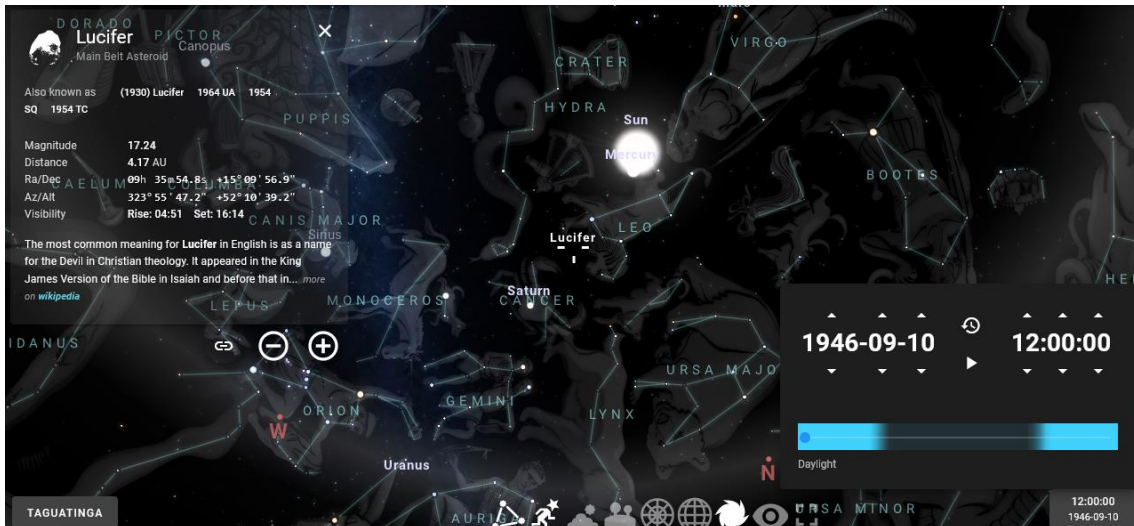 DORADO
Lucifer
PICTOR
Canopus
Main Belt Asteroid
Also known as (1930) Lucifer 1964 UA 1954
SQ 1954 TC
PUPPIS
Magnitude 17.24
Distance 4.17 AU
Ra/Dec 09h 35m54.8s +15°09'56.9"
CAELUM COLUMBA
Az/Alt 323°55'47.2" +52°10'39.2"
Visibility Rise: 04:51 Set: 16:14
CANIS MAJOR
Sirius
The most common meaning for Lucifer in English is as a name
for the Devil in Christian theology. It appeared in the King
James Version of the Bible in Isaiah and before that in... more
on wikipedia
LEPUS
MONOCEROS
IDANUS
ORION
W
VIRGO
CRATER
HYDRA
Sun
Mercury
BOOTES
LEO
Lucifer
Saturn
CANCER
HE
URSA MAJO
GEMINI
LYNX
Uranus
N
1946-09-10 12:00:00
Daylight
TAGUATINGA
AURIGA
URSA MINOR
12:00:00
1946-09-10